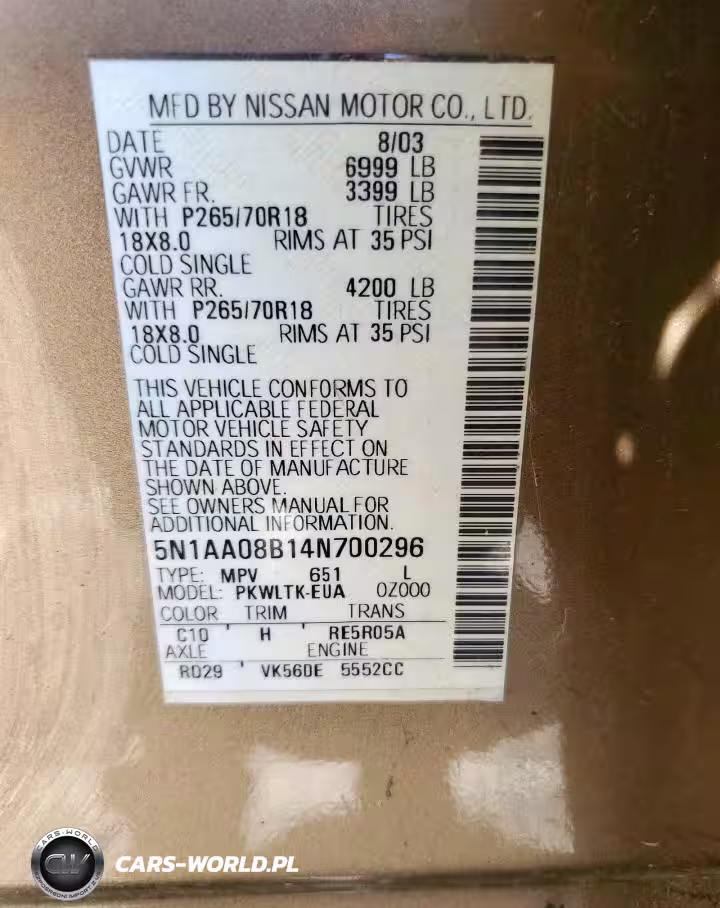 MFD BY NISSAN MOTOR CO., LTD.
DATE 8/03
GVWR 6999 LB
GAWR FR. 3399 LB
WITH P265/70R18 TIRES
18X8.0 RIMS AT 35 PSI
COLD SINGLE
GAWR RR. 4200 LB
WITH P265/70R18 TIRES
18X8.0 RIMS AT 35 PSI
COLD SINGLE
THIS VEHICLE CONFORMS TO
ALL APPLICABLE FEDERAL
MOTOR VEHICLE SAFETY
STANDARDS IN EFFECT ON
THE DATE OF MANUFACTURE
SHOWN ABOVE.
SEE OWNERS MANUAL FOR
ADDITIONAL INFORMATION.
5N1AA08B14N700296
TYPE: MPV 651 L
MODEL: PKWLTK-EUA 0Z000
COLOR TRIM TRANS
C10 ' H ' RE5R05A
AXLE ENGINE
RD29 ' VK56DE 5552CC
CARS-WORLD
CW
CARS-WORLD.PL